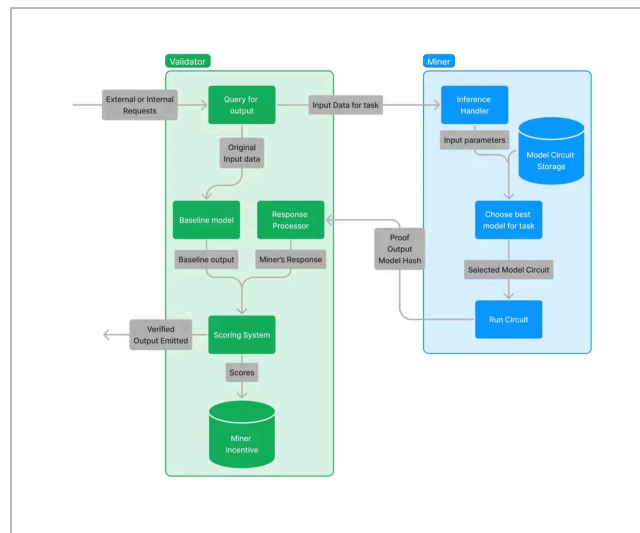 Validator
Miner
External or Internal
Requests
Query for
output
Input Data for task
Inference
Handler
Input parameters
Model Circuit
Storage
Original
Input data
Baseline model
Response
Processor
Choose best
model for task
Proof
Output
Model Hash
Baseline output
Miner's Response
Selected Model Circuit
Verified
Output Emitted
Scoring System
Run Circuit
Scores
Miner
Incentive